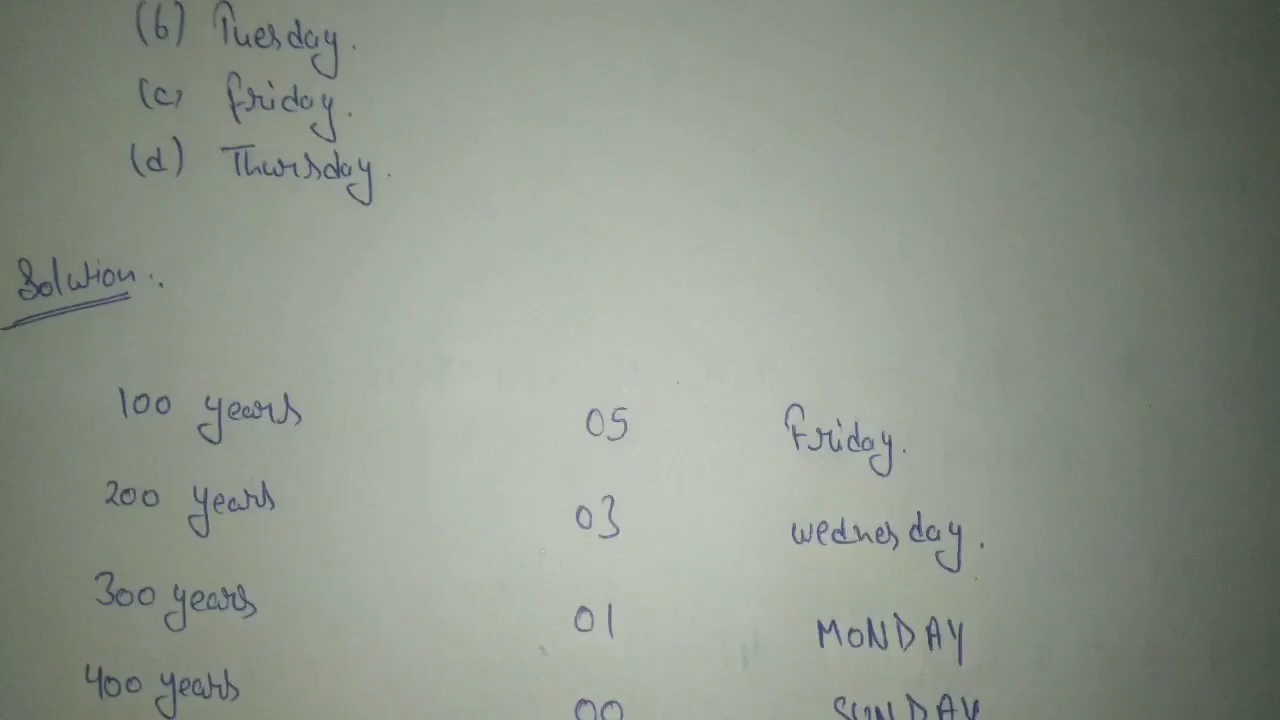 (b) Tuesday.
(c) Friday.
(d) Thursday.
Solution:
100 years 05 Friday.
200 years 03 Wednesday.
300 years 01 MONDAY
400 years 00 SUNDAY